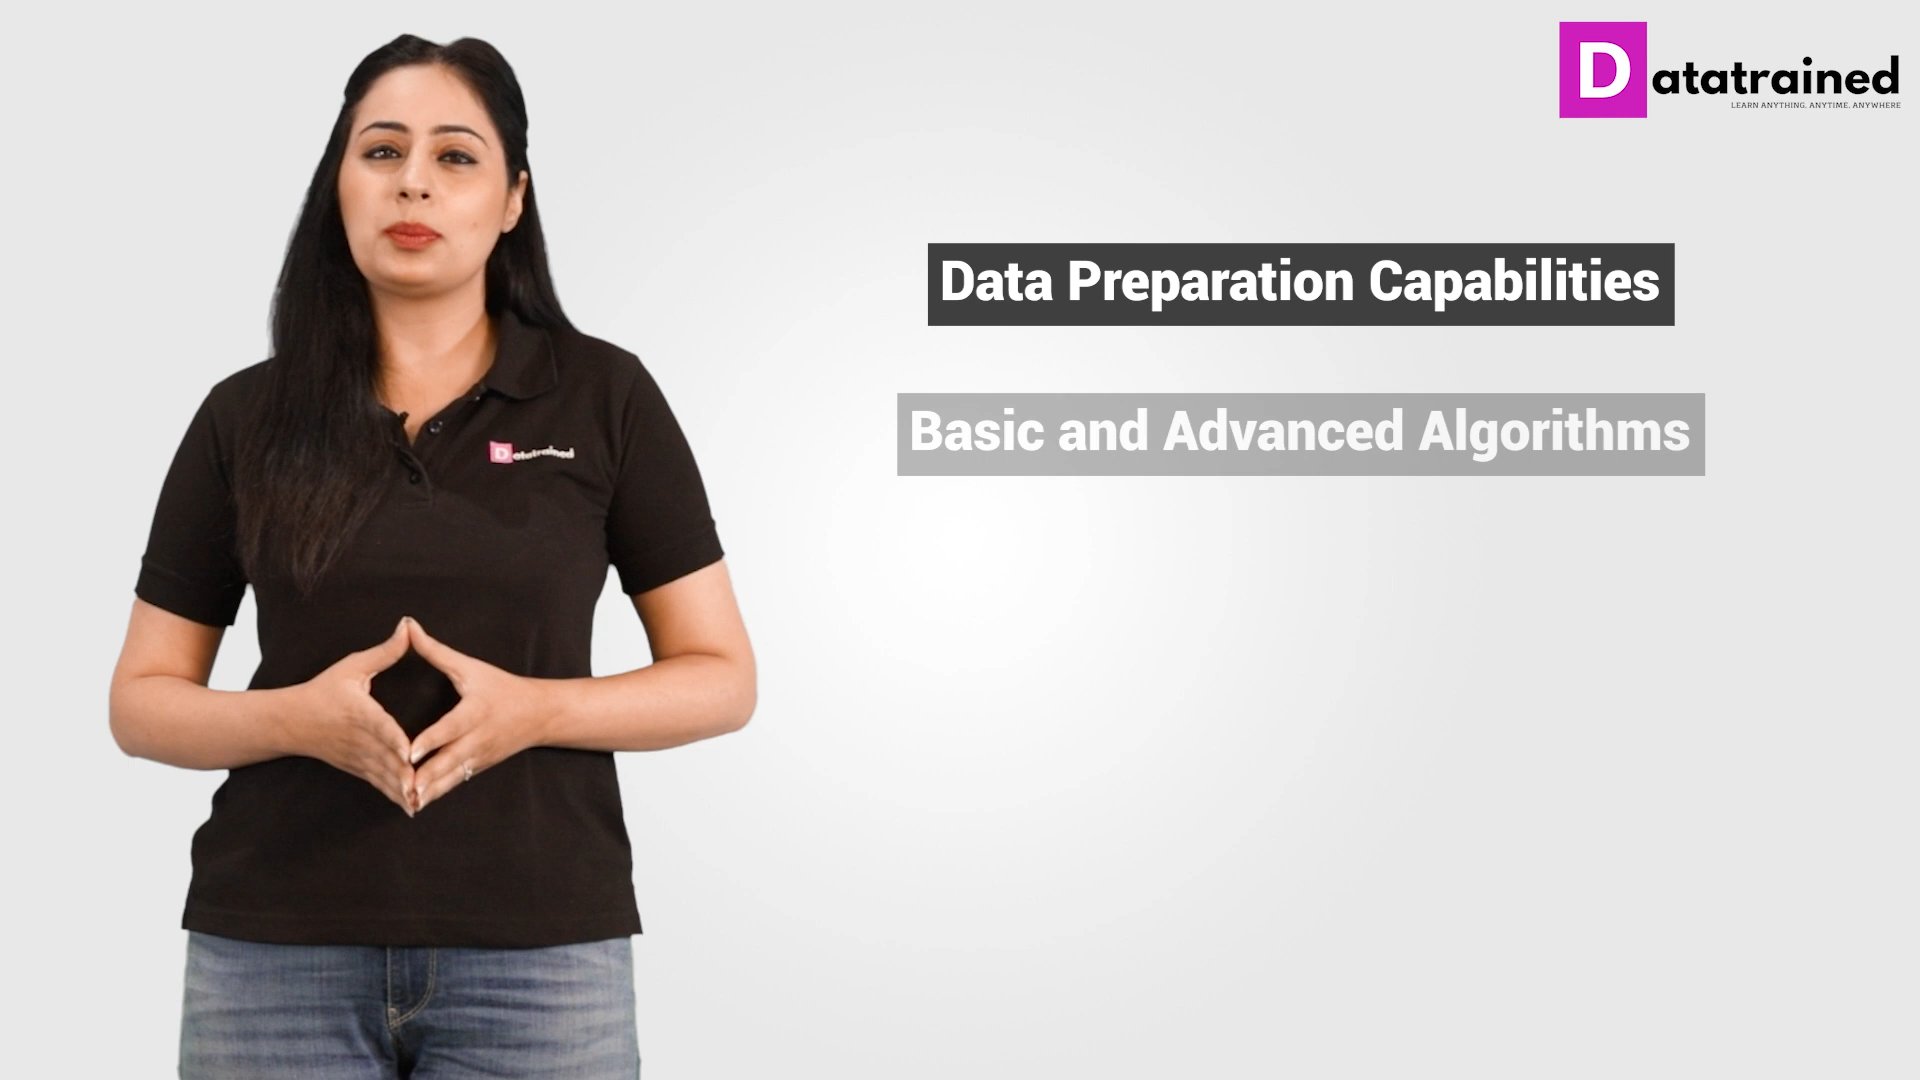 Datatrained
LEARN ANYTHING, ANYTIME, ANYWHERE
Data Preparation Capabilities
Basic and Advanced Algorithms
Datatrained